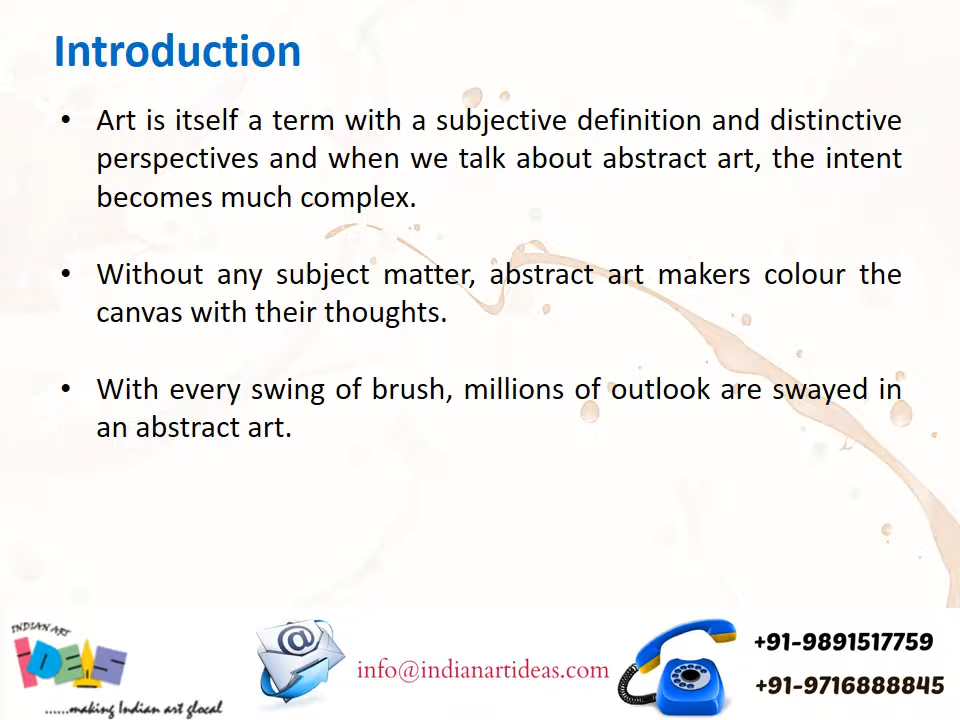 Introduction
• Art is itself a term with a subjective definition and distinctive
perspectives and when we talk about abstract art, the intent
becomes much complex.
• Without any subject matter, abstract art makers colour the
canvas with their thoughts.
• With every swing of brush, millions of outlook are swayed in
an abstract art.
INDIAN ART
IDEAS
......making Indian art glocal
@
info@indianartideas.com
+91-9891517759
+91-9716888845